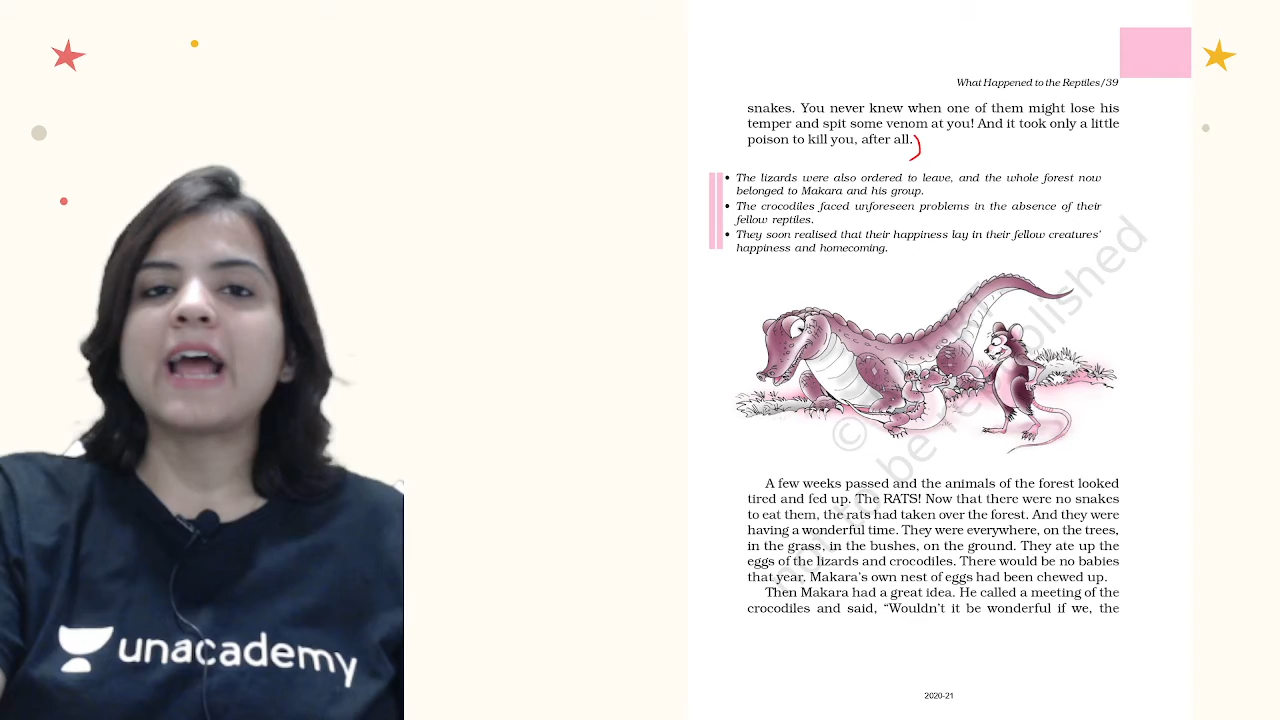 What Happened to the Reptiles/39
snakes. You never knew when one of them might lose his
temper and spit some venom at you! And it took only a little
poison to kill you, after all.
• The lizards were also ordered to leave, and the whole forest now
belonged to Makara and his group.
• The crocodiles faced unforeseen problems in the absence of their
fellow reptiles.
• They soon realised that their happiness lay in their fellow creatures’
happiness and homecoming.
A few weeks passed and the animals of the forest looked
tired and fed up. The RATS! Now that there were no snakes
to eat them, the rats had taken over the forest. And they were
having a wonderful time. They were everywhere, on the trees,
in the grass, in the bushes, on the ground. They ate up the
eggs of the lizards and crocodiles. There would be no babies
that year. Makara’s own nest of eggs had been chewed up.
Then Makara had a great idea. He called a meeting of the
crocodiles and said, “Wouldn’t it be wonderful if we, the
2020-21
unacademy